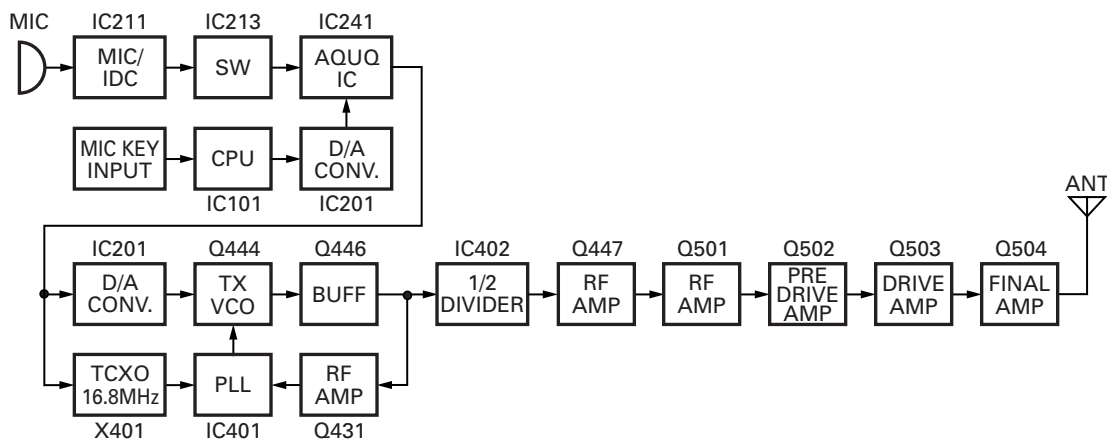 MIC IC211 IC213 IC241
MIC/
IDC
SW
AQUQ
IC
MIC KEY
INPUT
CPU
D/A
CONV.
IC101 IC201
ANT
IC201 Q444 Q446 IC402 Q447 Q501 Q502 Q503 Q504
D/A
CONV.
TX
VCO
BUFF
1/2
DIVIDER
RF
AMP
RF
AMP
PRE
DRIVE
AMP
DRIVE
AMP
FINAL
AMP
TCXO
16.8MHz
PLL
RF
AMP
X401 IC401 Q431